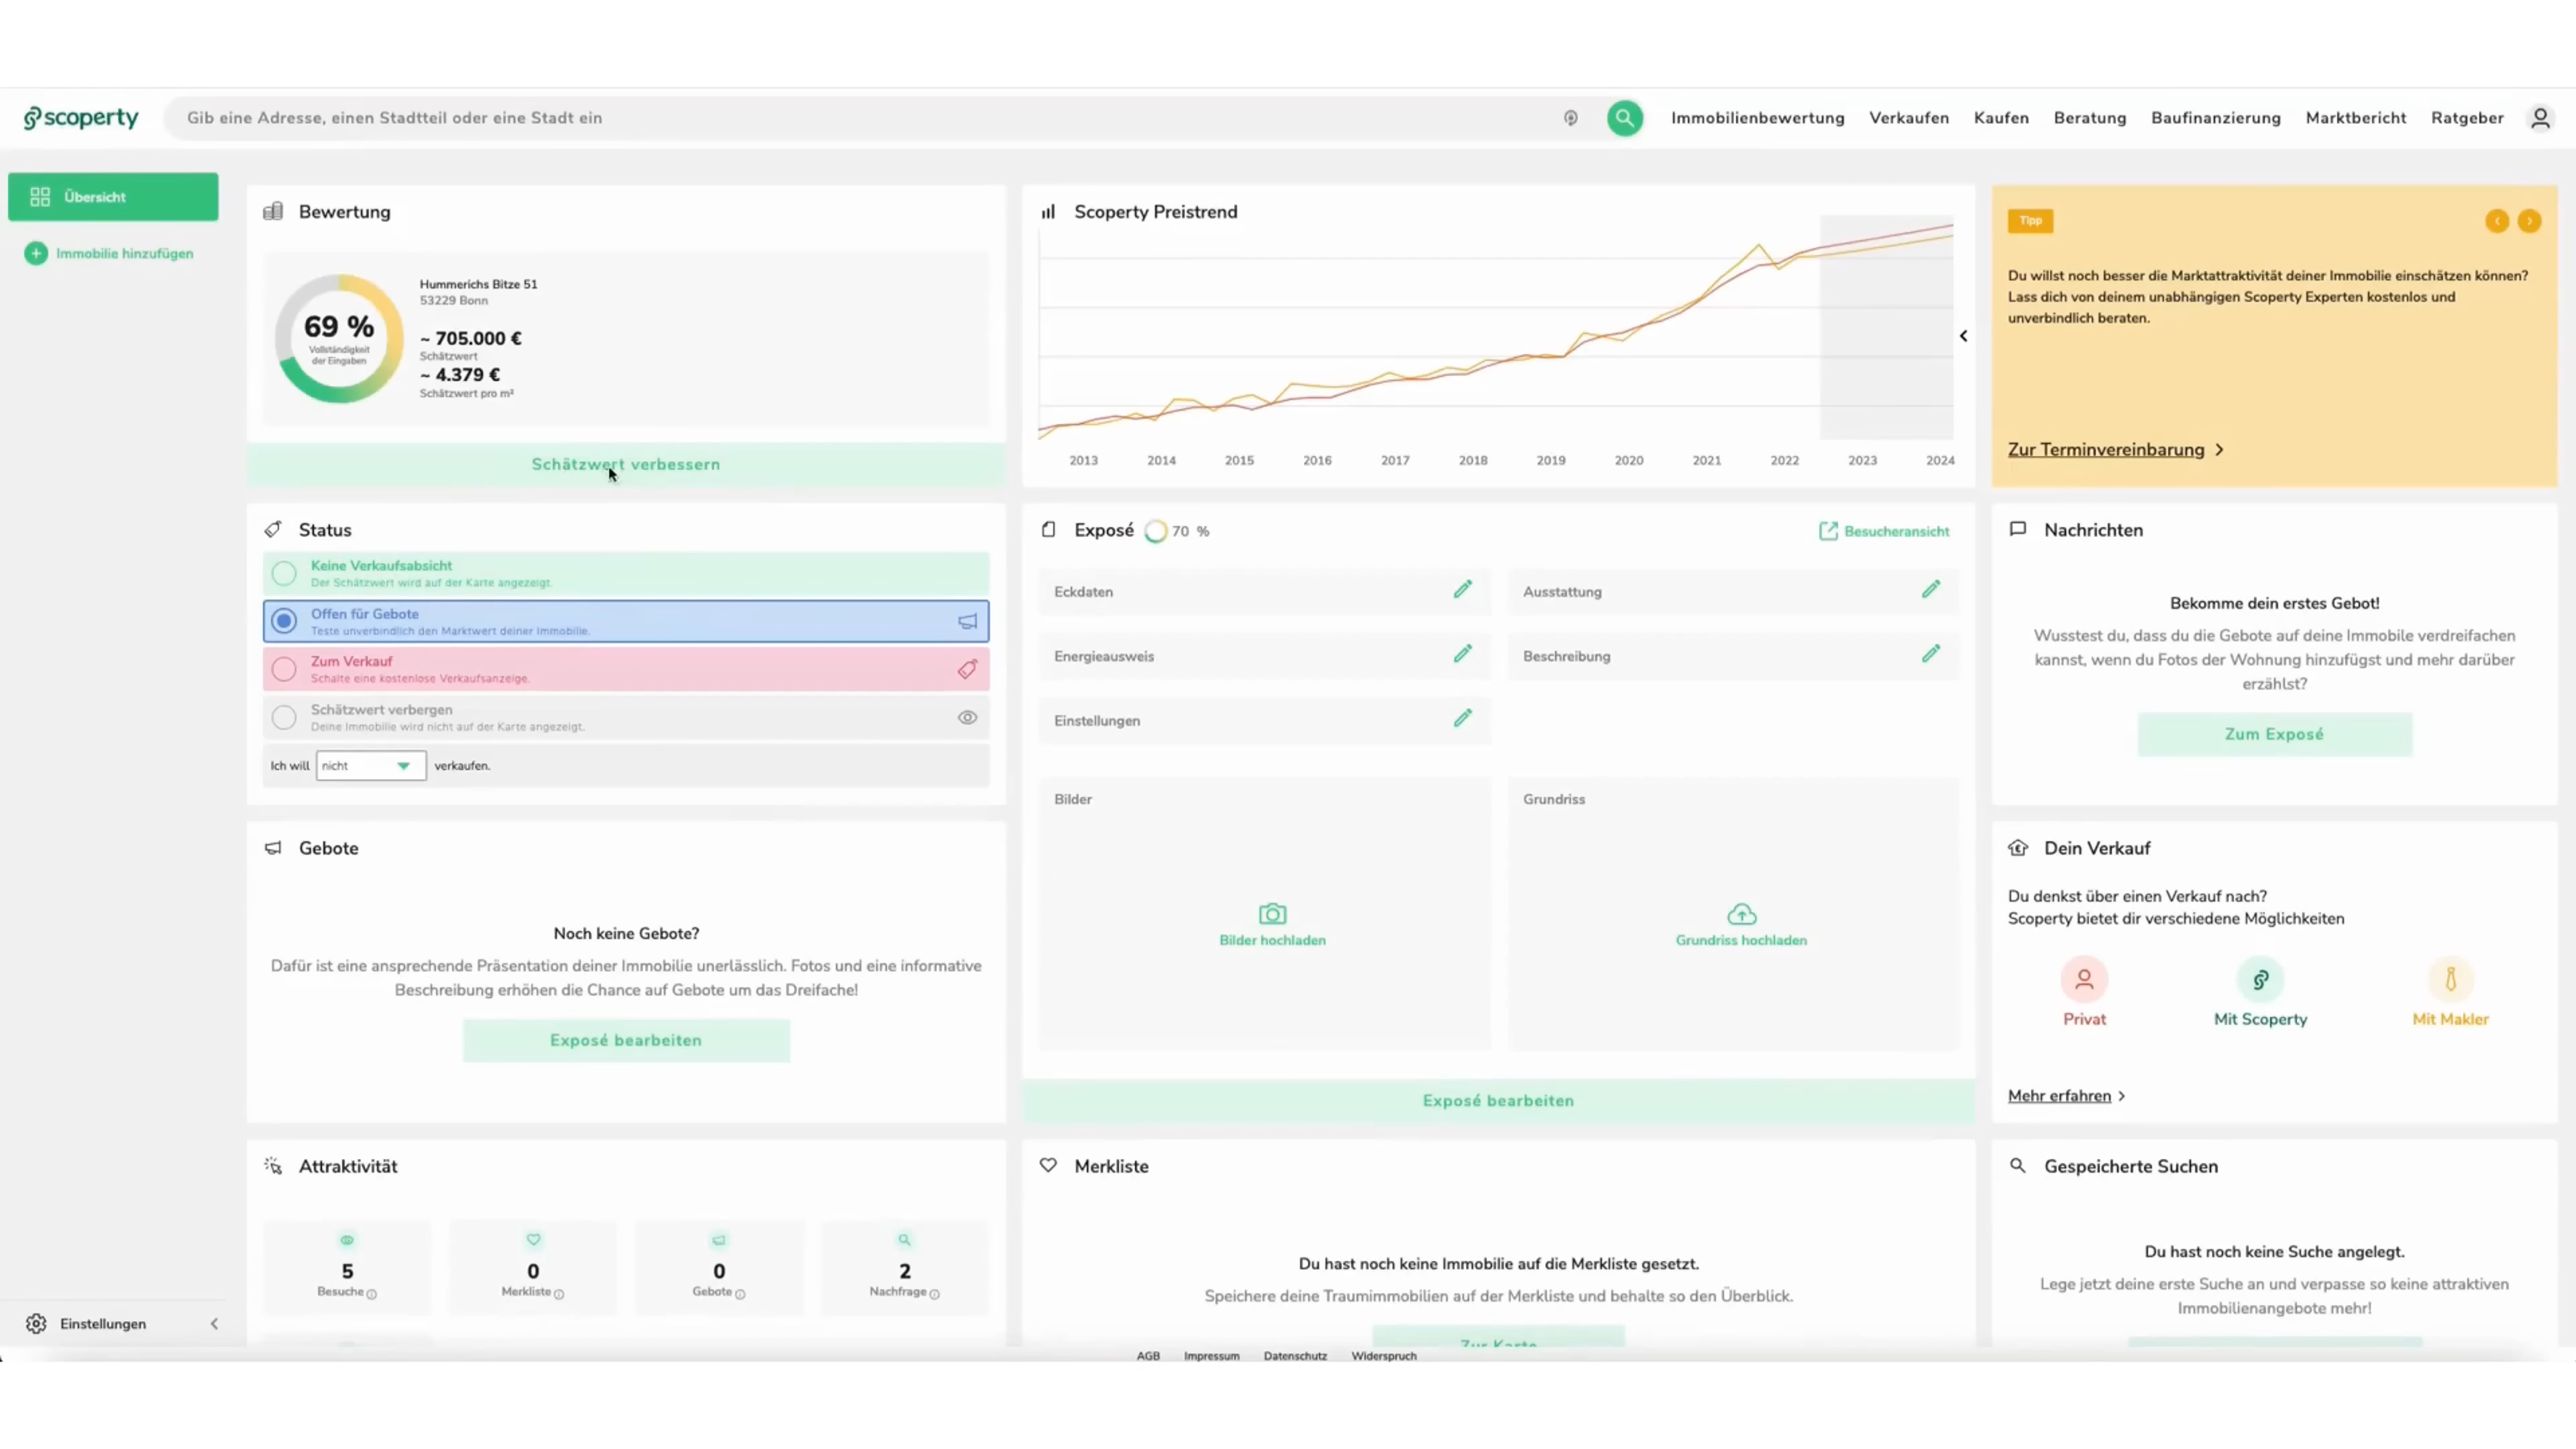 scoperty
Gib eine Adresse, einen Stadtteil oder eine Stadt ein
Immobilienbewertung
Verkaufen
Kaufen
Beratung
Baufinanzierung
Marktbericht
Ratgeber
Übersicht
Immobilie hinzufügen
Bewertung
69 %
Vollständigkeit
der Eingaben
Hummerichs Bitze 51
53229 Bonn
~ 705.000 €
Schätzwert
~ 4.379 €
Schätzwert pro m²
Schätzwert verbessern
Scoperty Preistrend
2013 2014 2015 2016 2017 2018 2019 2020 2021 2022 2023 2024
Tipp
Du willst noch besser die Marktattraktivität deiner Immobilie einschätzen können?
Lass dich von deinem unabhängigen Scoperty Experten kostenlos und
unverbindlich beraten.
Zur Terminvereinbarung
Status
Keine Verkaufsabsicht
Der Schätzwert wird auf der Karte angezeigt.
Offen für Gebote
Teste unverbindlich den Marktwert deiner Immobilie.
Zum Verkauf
Schalte eine kostenlose Verkaufsanzeige.
Schätzwert verbergen
Deine Immobilie wird nicht auf der Karte angezeigt.
Ich will nicht verkaufen.
Exposé 70 %
Besucheransicht
Eckdaten
Ausstattung
Energieausweis
Beschreibung
Einstellungen
Bilder
Bilder hochladen
Grundriss
Grundriss hochladen
Exposé bearbeiten
Nachrichten
Bekomme dein erstes Gebot!
Wusstest du, dass du die Gebote auf deine Immobile verdreifachen
kannst, wenn du Fotos der Wohnung hinzufügst und mehr darüber
erzählst?
Zum Exposé
Gebote
Noch keine Gebote?
Dafür ist eine ansprechende Präsentation deiner Immobilie unerlässlich. Fotos und eine informative
Beschreibung erhöhen die Chance auf Gebote um das Dreifache!
Exposé bearbeiten
Dein Verkauf
Du denkst über einen Verkauf nach?
Scoperty bietet dir verschiedene Möglichkeiten
Privat
Mit Scoperty
Mit Makler
Mehr erfahren
Attraktivität
5
Besuche
0
Merkliste
0
Gebote
2
Nachfrage
Merkliste
Du hast noch keine Immobilie auf die Merkliste gesetzt.
Speichere deine Traumimmobilien auf der Merkliste und behalte so den Überblick.
Zur Karte
Gespeicherte Suchen
Du hast noch keine Suche angelegt.
Lege jetzt deine erste Suche an und verpasse so keine attraktiven
Immobilienangebote mehr!
Einstellungen
AGB Impressum Datenschutz Widerspruch